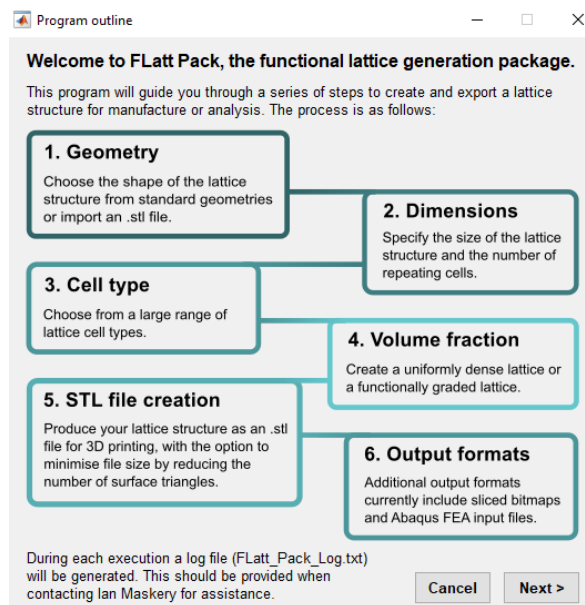 Program outline
Welcome to FLatt Pack, the functional lattice generation package.
This program will guide you through a series of steps to create and export a lattice
structure for manufacture or analysis. The process is as follows:
1. Geometry
Choose the shape of the lattice
structure from standard geometries
or import an .stl file.
2. Dimensions
Specify the size of the lattice
structure and the number of
repeating cells.
3. Cell type
Choose from a large range of
lattice cell types.
4. Volume fraction
Create a uniformly dense lattice or
a functionally graded lattice.
5. STL file creation
Produce your lattice structure as an .stl
file for 3D printing, with the option to
minimise file size by reducing the
number of surface triangles.
6. Output formats
Additional output formats
currently include sliced bitmaps
and Abaqus FEA input files.
During each execution a log file (FLatt_Pack_Log.txt)
will be generated. This should be provided when
contacting Ian Maskery for assistance.
Cancel
Next >